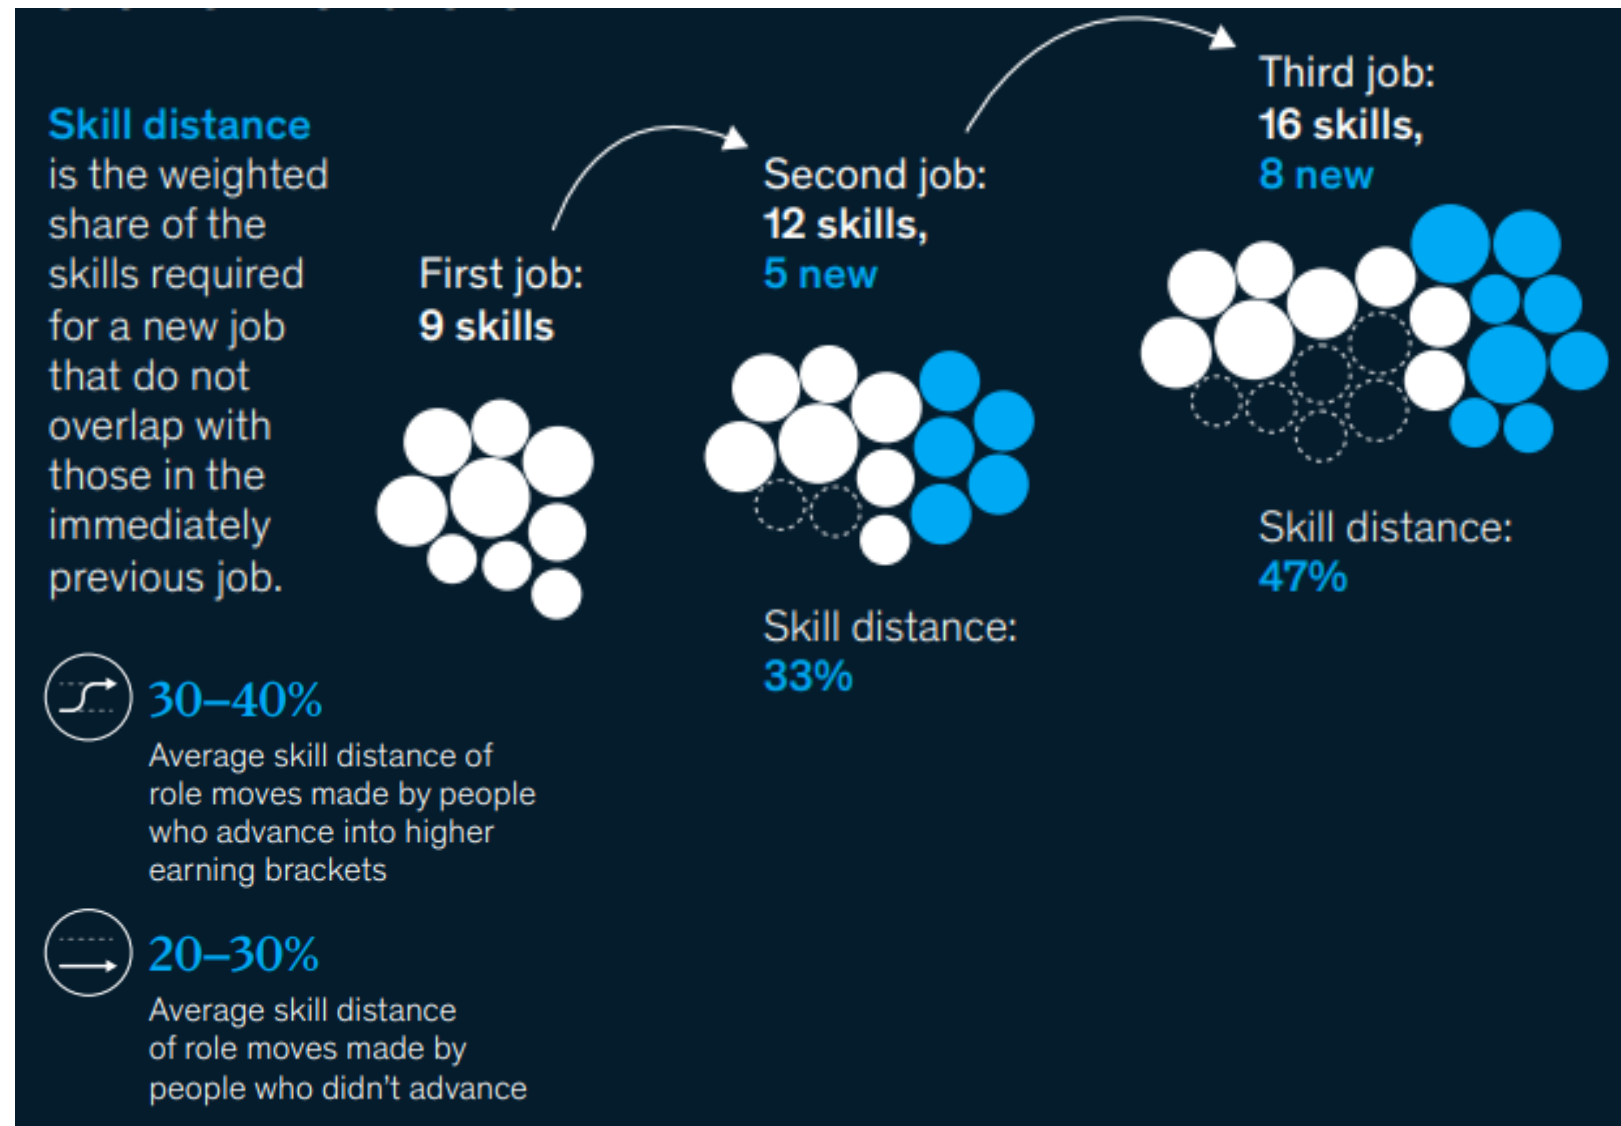 Skill distance
is the weighted
share of the
skills required
for a new job
that do not
overlap with
those in the
immediately
previous job.
First job:
9 skills
Second job:
12 skills,
5 new
Skill distance:
33%
Third job:
16 skills,
8 new
Skill distance:
47%
30–40%
Average skill distance of
role moves made by people
who advance into higher
earning brackets
20–30%
Average skill distance
of role moves made by
people who didn't advance